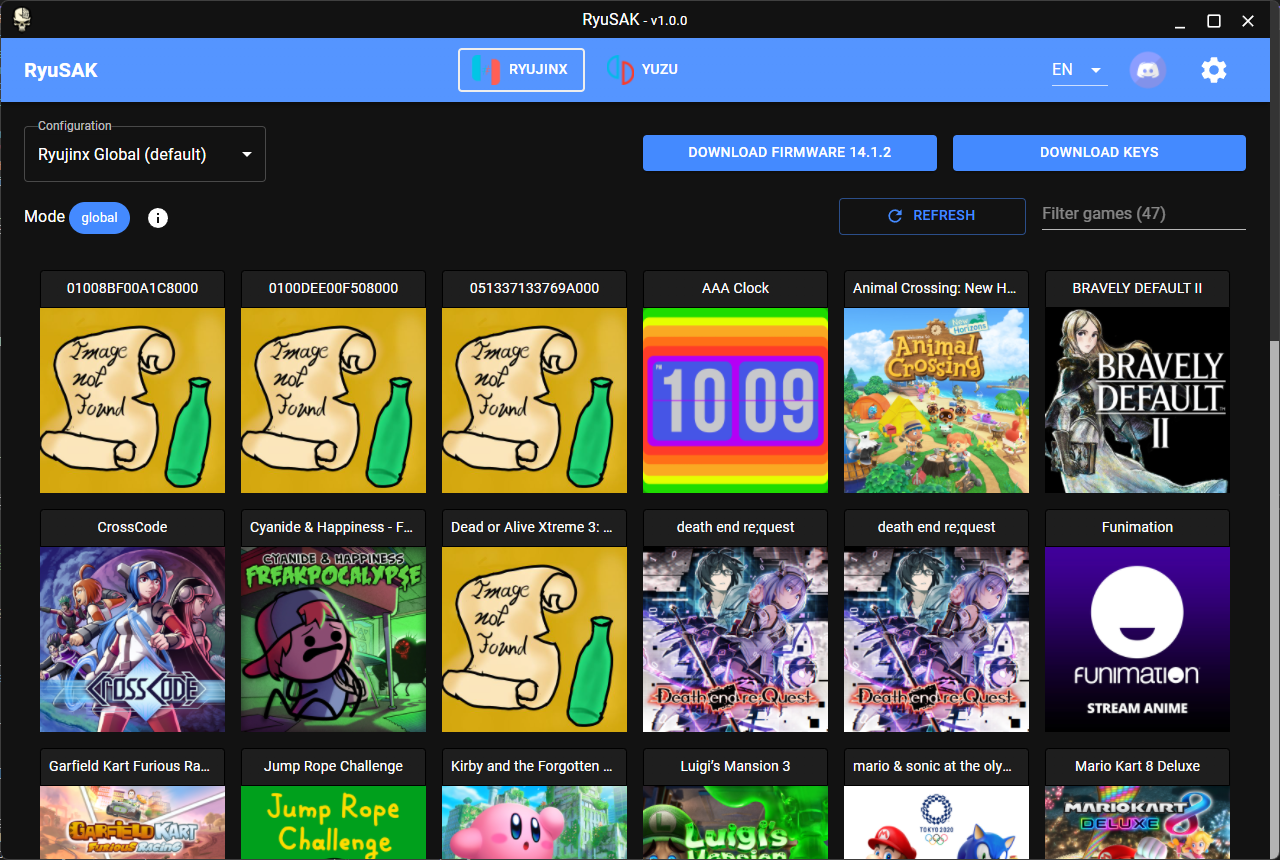 RyuSAK - v1.0.0
RyuSAK
RYUJINX
YUZU
EN
Configuration
Ryujinx Global (default)
DOWNLOAD FIRMWARE 14.1.2
DOWNLOAD KEYS
Mode global
REFRESH
Filter games (47)
01008BF00A1C8000
0100DEE00F508000
051337133769A000
AAA Clock
Animal Crossing: New H...
BRAVELY DEFAULT II
Image
not
Found
Image
not
Found
Image
not
Found
10 09
New
Horizons
Animal
Crossing
BRAVELY
DEFAULT
II
CrossCode
Cyanide & Happiness - F...
Dead or Alive Xtreme 3: ...
death end re;quest
death end re;quest
Funimation
CROSSCODE
CYANIDE & HAPPINESS
FREAKPOCALYPSE
Image
not
Found
Death end re;Quest
Death end re;Quest
FUNIMATION
STREAM ANIME
Garfield Kart Furious Ra...
Jump Rope Challenge
Kirby and the Forgotten ...
Luigi's Mansion 3
mario & sonic at the oly...
Mario Kart 8 Deluxe
GARFIELD KART
FURIOUS RACING
Jump Rope
Challenge
Luigi's
Mansion
TOKYO 2020
MARIOKART 8
DELUXE